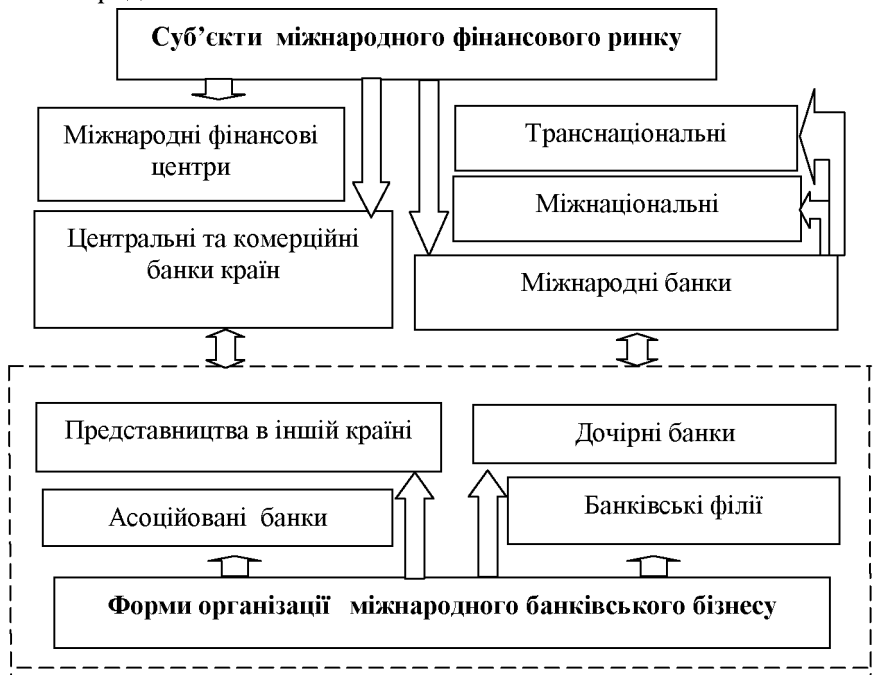 Суб’єкти міжнародного фінансового ринку
Міжнародні фінансові
центри
Транснаціональні
Міжнаціональні
Центральні та комерційні
банки країн
Міжнародні банки
Представництва в іншій країні
Дочірні банки
Асоційовані банки
Банківські філії
Форми організації міжнародного банківського бізнесу